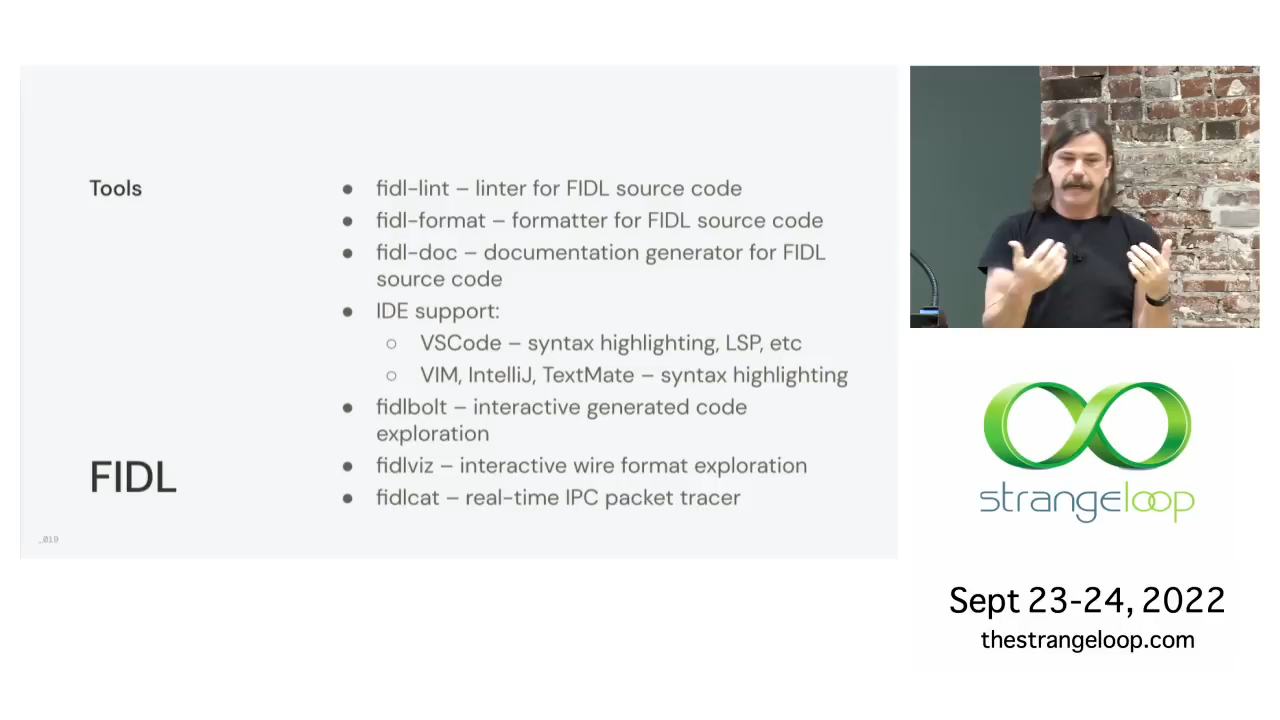 Tools
● fidl-lint – linter for FIDL source code
● fidl-format – formatter for FIDL source code
● fidl-doc – documentation generator for FIDL
source code
● IDE support:
○ VSCode – syntax highlighting, LSP, etc
○ VIM, IntelliJ, TextMate – syntax highlighting
● fidlbolt – interactive generated code
exploration
● fidlviz – interactive wire format exploration
● fidlcat – real-time IPC packet tracer
FIDL
_019
strangeloop
Sept 23-24, 2022
thestrangeloop.com